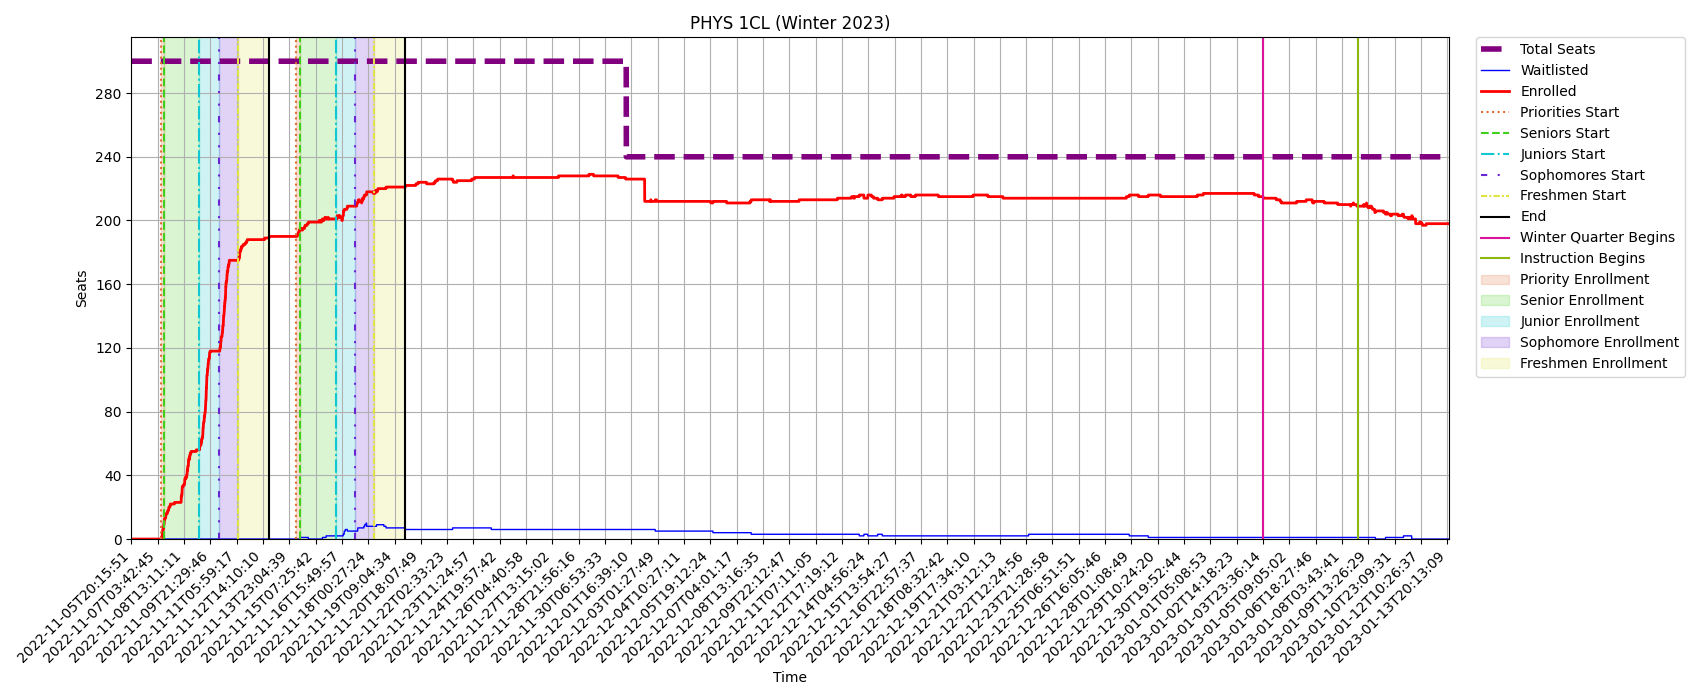 PHYS 1CL (Winter 2023)
Seats
280
240
200
160
120
80
40
0
2022-11-05T20:15:51
2022-11-07T03:42:45
2022-11-08T13:11:11
2022-11-09T21:29:46
2022-11-11T05:59:17
2022-11-12T14:10:10
2022-11-13T23:04:39
2022-11-15T07:25:42
2022-11-16T15:49:57
2022-11-18T00:27:24
2022-11-19T09:04:34
2022-11-20T18:07:49
2022-11-22T02:33:23
2022-11-23T11:24:57
2022-11-24T19:57:42
2022-11-26T04:40:58
2022-11-27T13:15:02
2022-11-28T21:56:16
2022-11-30T06:53:33
2022-12-01T16:39:10
2022-12-03T01:27:49
2022-12-04T10:27:11
2022-12-05T19:12:24
2022-12-07T04:01:17
2022-12-08T13:16:35
2022-12-09T22:12:47
2022-12-11T07:11:05
2022-12-12T17:19:12
2022-12-14T04:56:24
2022-12-15T13:54:27
2022-12-16T22:57:37
2022-12-18T08:32:42
2022-12-19T17:34:10
2022-12-21T03:12:13
2022-12-22T12:24:56
2022-12-23T21:28:58
2022-12-25T06:51:51
2022-12-26T16:05:46
2022-12-28T01:08:49
2022-12-29T10:24:20
2022-12-30T19:52:44
2023-01-01T05:08:53
2023-01-02T14:18:23
2023-01-03T23:36:14
2023-01-05T09:05:02
2023-01-06T18:27:46
2023-01-08T03:43:41
2023-01-09T13:26:29
2023-01-10T23:09:31
2023-01-12T10:26:37
2023-01-13T20:13:09
Time
Total Seats
Waitlisted
Enrolled
Priorities Start
Seniors Start
Juniors Start
Sophomores Start
Freshmen Start
End
Winter Quarter Begins
Instruction Begins
Priority Enrollment
Senior Enrollment
Junior Enrollment
Sophomore Enrollment
Freshmen Enrollment